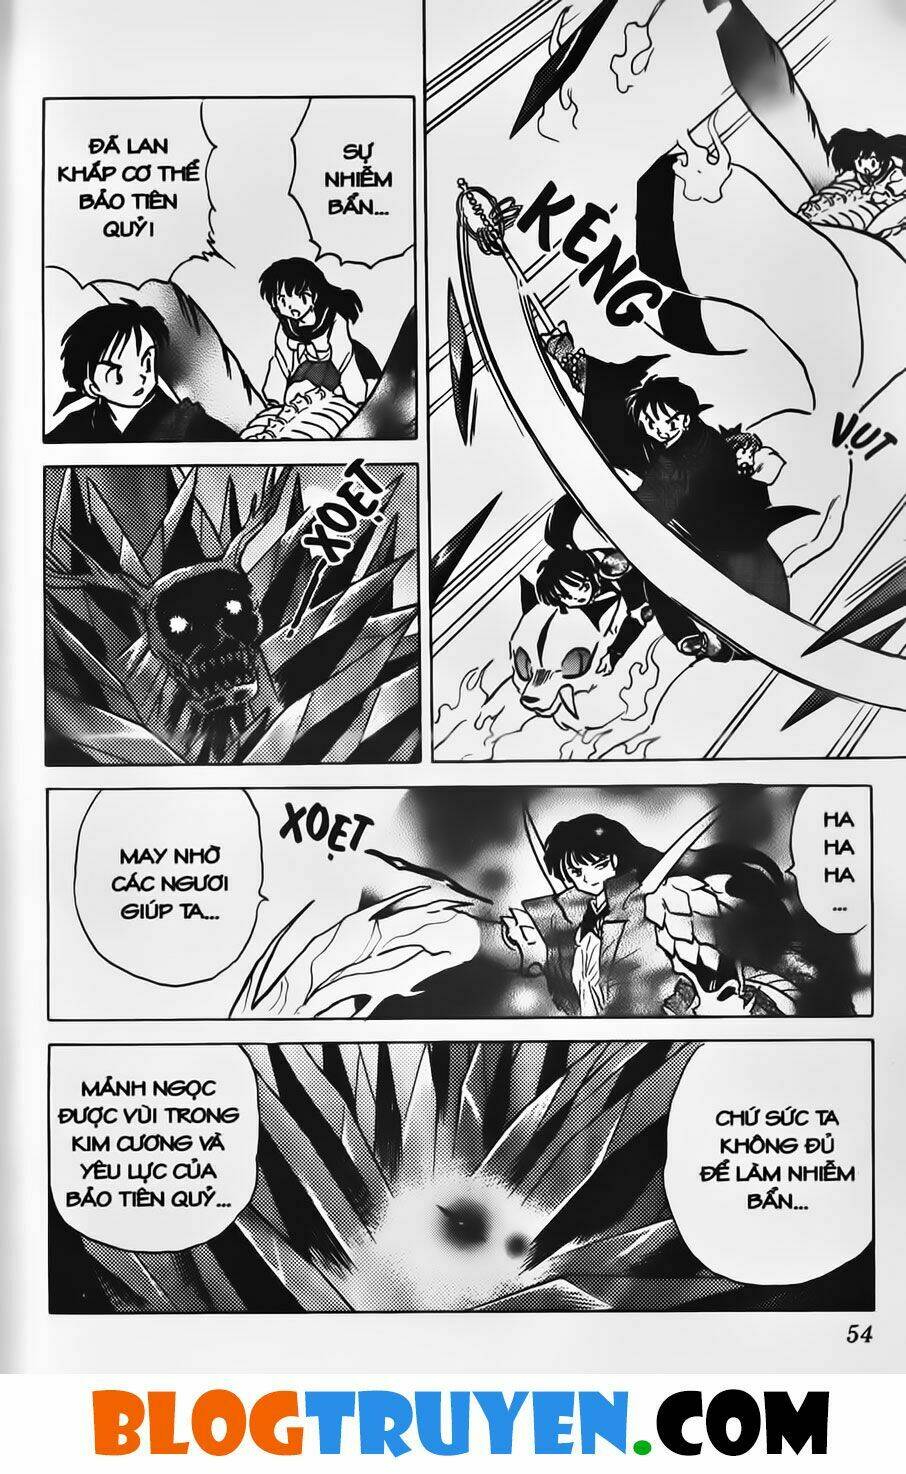 KENG
VỤT
SỰ
NHIỄM
BẨN...
ĐÃ LAN
KHẮP CƠ THỂ
BẢO TIÊN
QUỶ!
XOẸT
HA
HA
HA
...
XOẸT
MAY NHỜ
CÁC NGƯƠI
GIÚP TA...
CHỨ SỨC TA
KHÔNG ĐỦ
ĐỂ LÀM NHIỄM
BẨN...
MẢNH NGỌC
ĐƯỢC VÙI TRONG
KIM CƯƠNG VÀ
YÊU LỰC CỦA
BẢO TIÊN QUỶ...
54
BLOGTRUYEN.COM